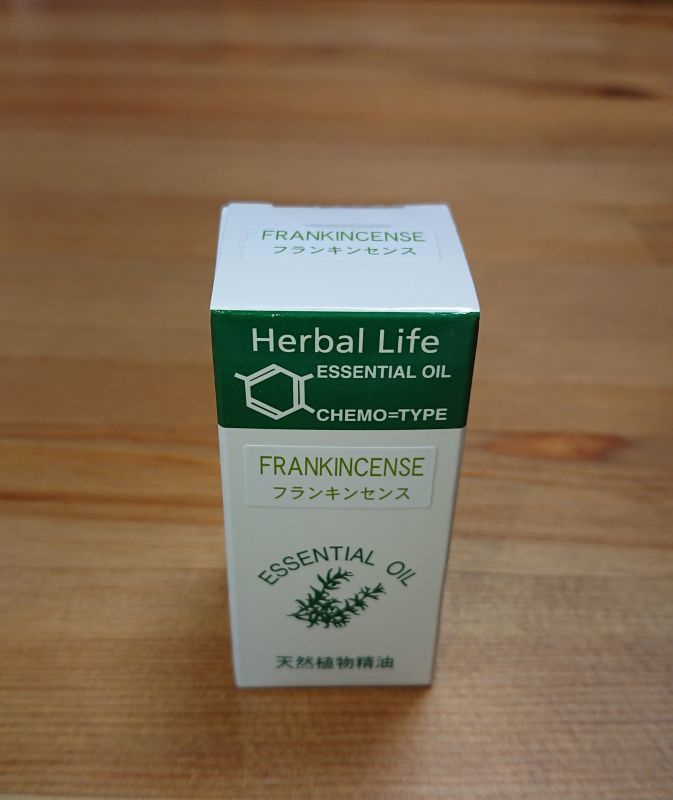 FRANKINCENSE
フランキンセンス
Herbal Life
ESSENTIAL OIL
CHEMO=TYPE
FRANKINCENSE
フランキンセンス
ESSENTIAL OIL
天然植物精油